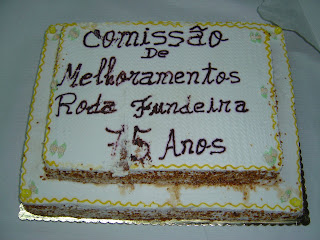 Comissão
De
Melhoramentos
Roda Fundeira
75 Anos